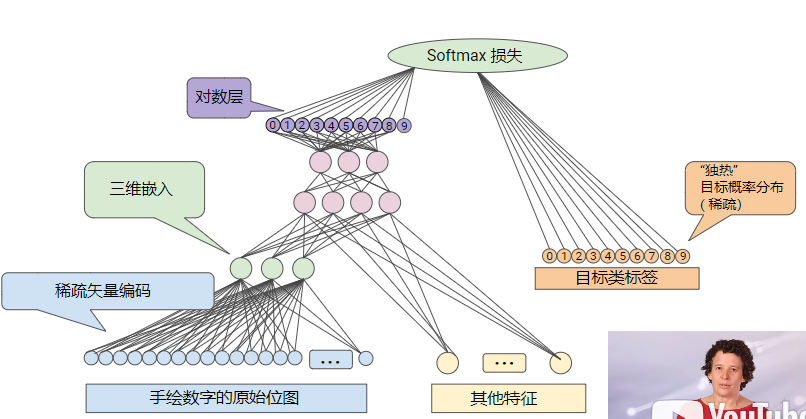 Softmax 损失
对数层
0 1 2 3 4 5 6 7 8 9
三维嵌入
“独热”
目标概率分布
( 稀疏)
0 1 2 3 4 5 6 7 8 9
目标类标签
稀疏矢量编码
...
...
手绘数字的原始位图
其他特征
YouTube